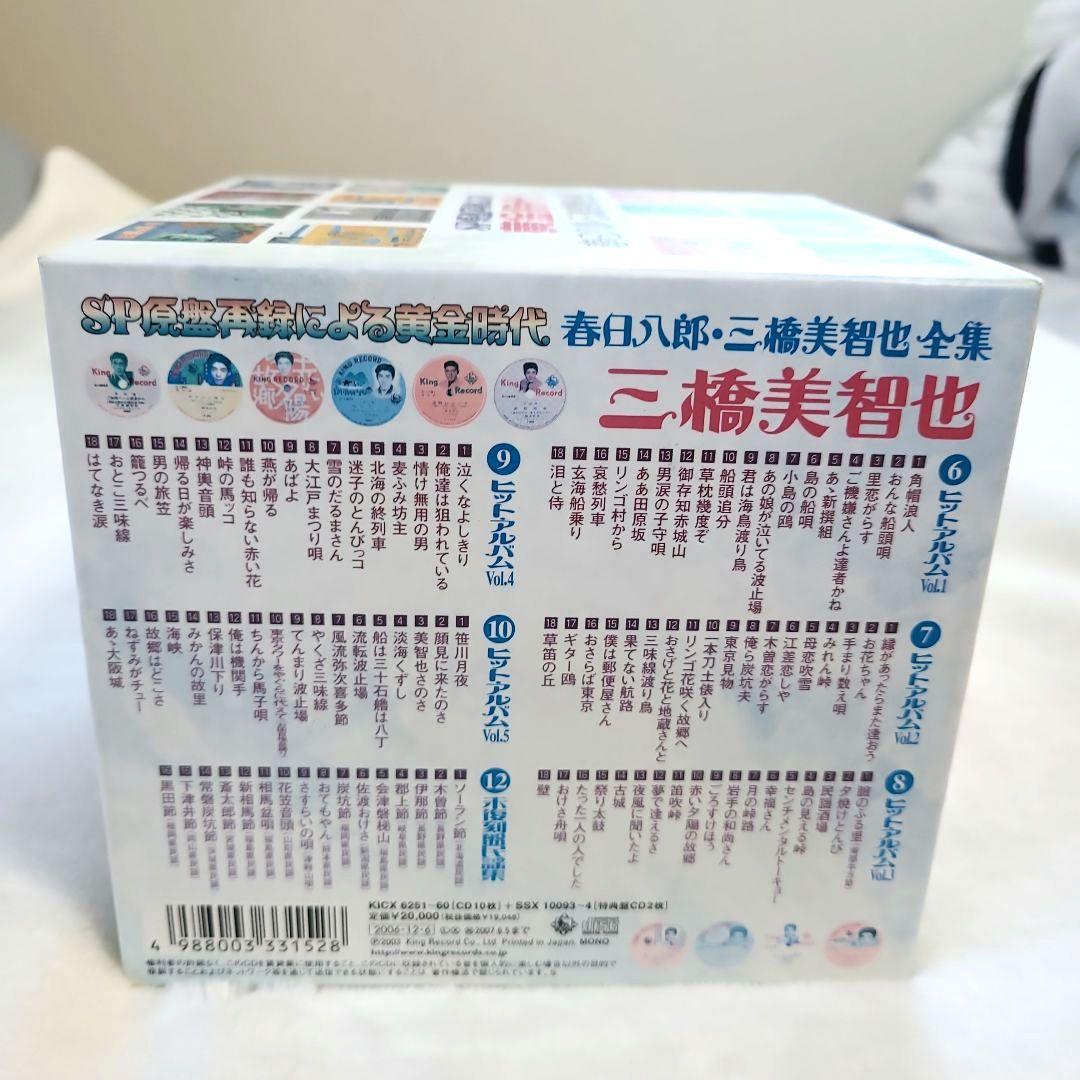 SP原盤再録による黄金時代
春日八郎・三橋美智也 全集
三橋美智也
6 ヒットアルバム Vol.1
1 角帽浪人
2 おんな船頭唄
3 里恋がらす
4 ご機嫌さんよ達者かね
5 あゝ新撰組
6 島の船唄
7 小島の鴎
8 あの娘が泣いてる波止場
9 君は海鳥渡り鳥
10 船頭追分
11 草枕幾度ぞ
12 御存知赤城山
13 男涙の子守唄
14 ああ田原坂
15 リンゴ村から
16 哀愁列車
17 玄海船乗り
18 泪と侍
7 ヒットアルバム Vol.2
1 縁があったらまた逢おう
2 お花ちゃん
3 手まり数え唄
4 みれん峠
5 母恋吹雪
6 江差恋しや
7 木曽恋がらす
8 俺ら炭坑夫
9 東京見物
10 一本刀土俵入り
11 リンゴ花咲く故郷へ
12 おさげと花と地蔵さんと
13 三味線渡り鳥
14 果てない航路
15 僕は郵便屋さん
16 おさらば東京
17 ギター鴎
18 草笛の丘
8 ヒットアルバム Vol.3
2 夕焼けとんび
3 民謡酒場
4 島の見える峠
5 センチメンタルトーキョー
6 幸福さん
7 月の峠路
8 岩手の和尚さん
9 ごろすけほう
10 赤い夕陽の故郷
11 笛吹峠
12 夢で逢えるさ
13 夜風に聞いたよ
14 古城
15 祭り太鼓
16 たった一人の人でした
17 おけさ舟唄
18 壁
9 ヒットアルバム Vol.4
1 泣くなよしきり
2 俺達は狙われている
3 情け無用の男
4 麦ふみ坊主
5 北海の終列車
6 迷子のとんびっコ
7 雪のだるまさん
8 大江戸まつり唄
9 あばよ
10 燕が帰る
11 誰も知らない赤い花
12 峠の馬ッコ
13 神輿音頭
14 帰る日が楽しみさ
15 男の旅笠
16 籠つるべ
17 おとこ三味線
18 はてなき涙
10 ヒットアルバム Vol.5
1 笹川月夜
2 顔見に来たのさ
3 美智也のさのさ
4 淡海くずし
5 船は三十石艪は八丁
6 流転波止場
7 風流弥次喜多節
8 やくざ三味線
9 てんまり波止場
11 ちんから馬子唄
12 俺は機関手
13 保津川下り
14 みかんの故里
15 海峡
16 故郷はどこさ
17 ねずみがチュー
18 あゝ大阪城
1 ソーラン節
2 木曽節
3 伊那節
4 郡上節
5 会津磐梯山
6 佐渡おけさ
7 炭坑節
8 おてもやん
9 さすらいの唄
10 花笠音頭
11 相馬盆唄
12 新相馬節
13 斎太郎節
14 常磐炭坑節
15 下津井節
16 黒田節
KICX 6251~60[CD10枚]+SSX 10093~4[特典盤CD2枚]
定価¥20,000(税抜価格¥19,048)
2006・12・6 2007.6.5まで
Ⓟ2003 King Record Co., Ltd. Printed in Japan. MONO
http://www.kingrecords.co.jp
4 988003 331528